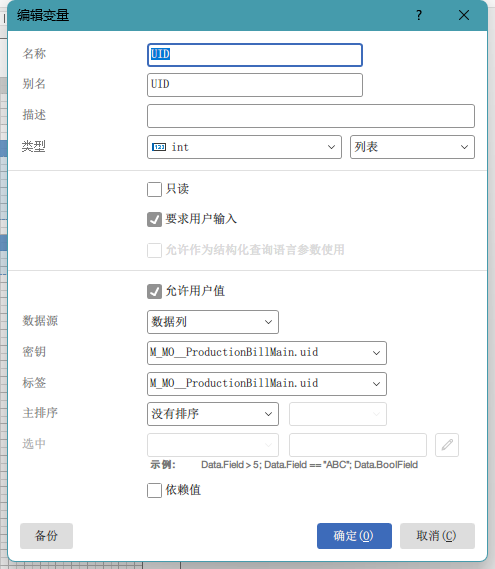 编辑变量 ?
名称 UID
别名 UID
描述
类型 123 int 列表
只读
要求用户输入
允许作为结构化查询语言参数使用
允许用户值
数据源 数据列
密钥 M_MO__ProductionBillMain.uid
标签 M_MO__ProductionBillMain.uid
主排序 没有排序
选中
示例: Data.Field > 5; Data.Field == "ABC"; Data.BoolField
依赖值
备份 确定(O) 取消(C)